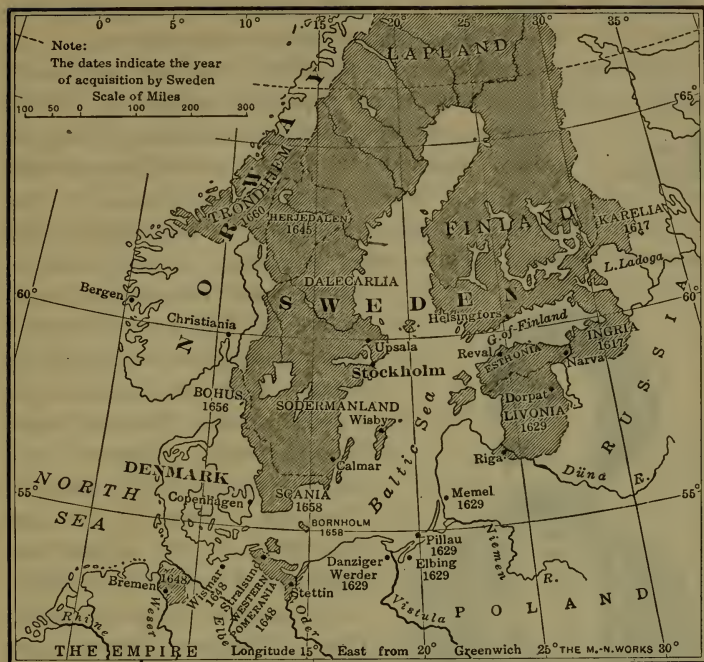 0°
5°
10°
15°
20°
25°
30°
35°
Note:
The dates indicate the year
of acquisition by Sweden
Scale of Miles
100 50 0 100 200 300
LAPLAND
65°
NORWAY
TRONDHJEM
1660
HERJEDALEN
1645
FINLAND
KARELIA
1617
L. Ladoga
DALECARLIA
SWEDEN
60°
60°
Bergen
Christiania
Helsingfors
G. of Finland
Upsala
Reval
ESTHONIA
Narva
INGRIA
1617
Stockholm
RUSSIA
BOHUS
1656
SODERMANLAND
Wisby
Dorpat
LIVONIA
1629
Baltic Sea
Riga
Düna R.
DENMARK
Calmar
NORTH
SEA
55°
55°
Copenhagen
SCANIA
1658
BORNHOLM
1658
Memel
1629
Pillau
1629
Niemen
R.
Danziger
Werder
1629
Elbing
1629
Bremen
1648
Wismar
1648
Stralsund
WESTERN
POMERANIA
1648
Stettin
Rhine
Weser
Elbe
Oder
Vistula
POLAND
THE EMPIRE
Longitude 15° East from 20° Greenwich 25° THE M.-N. WORKS 30°